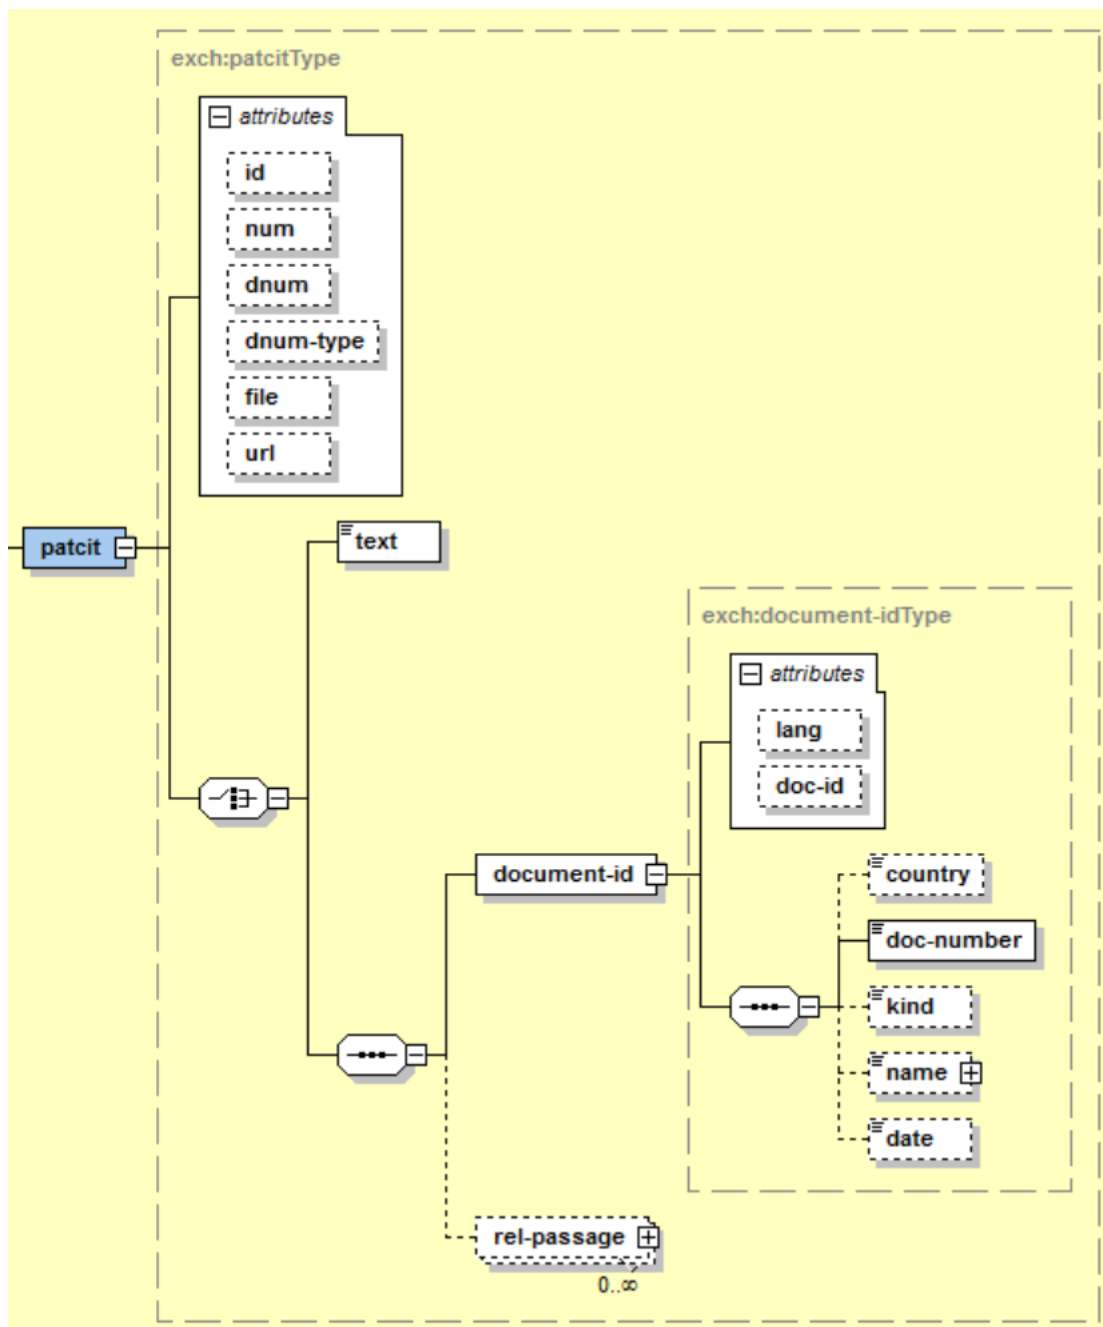 exch:patcitType
attributes
id
num
dnum
dnum-type
file
url
patcit
text
exch:document-idType
attributes
lang
doc-id
document-id
country
doc-number
kind
name
date
rel-passage
0..∞